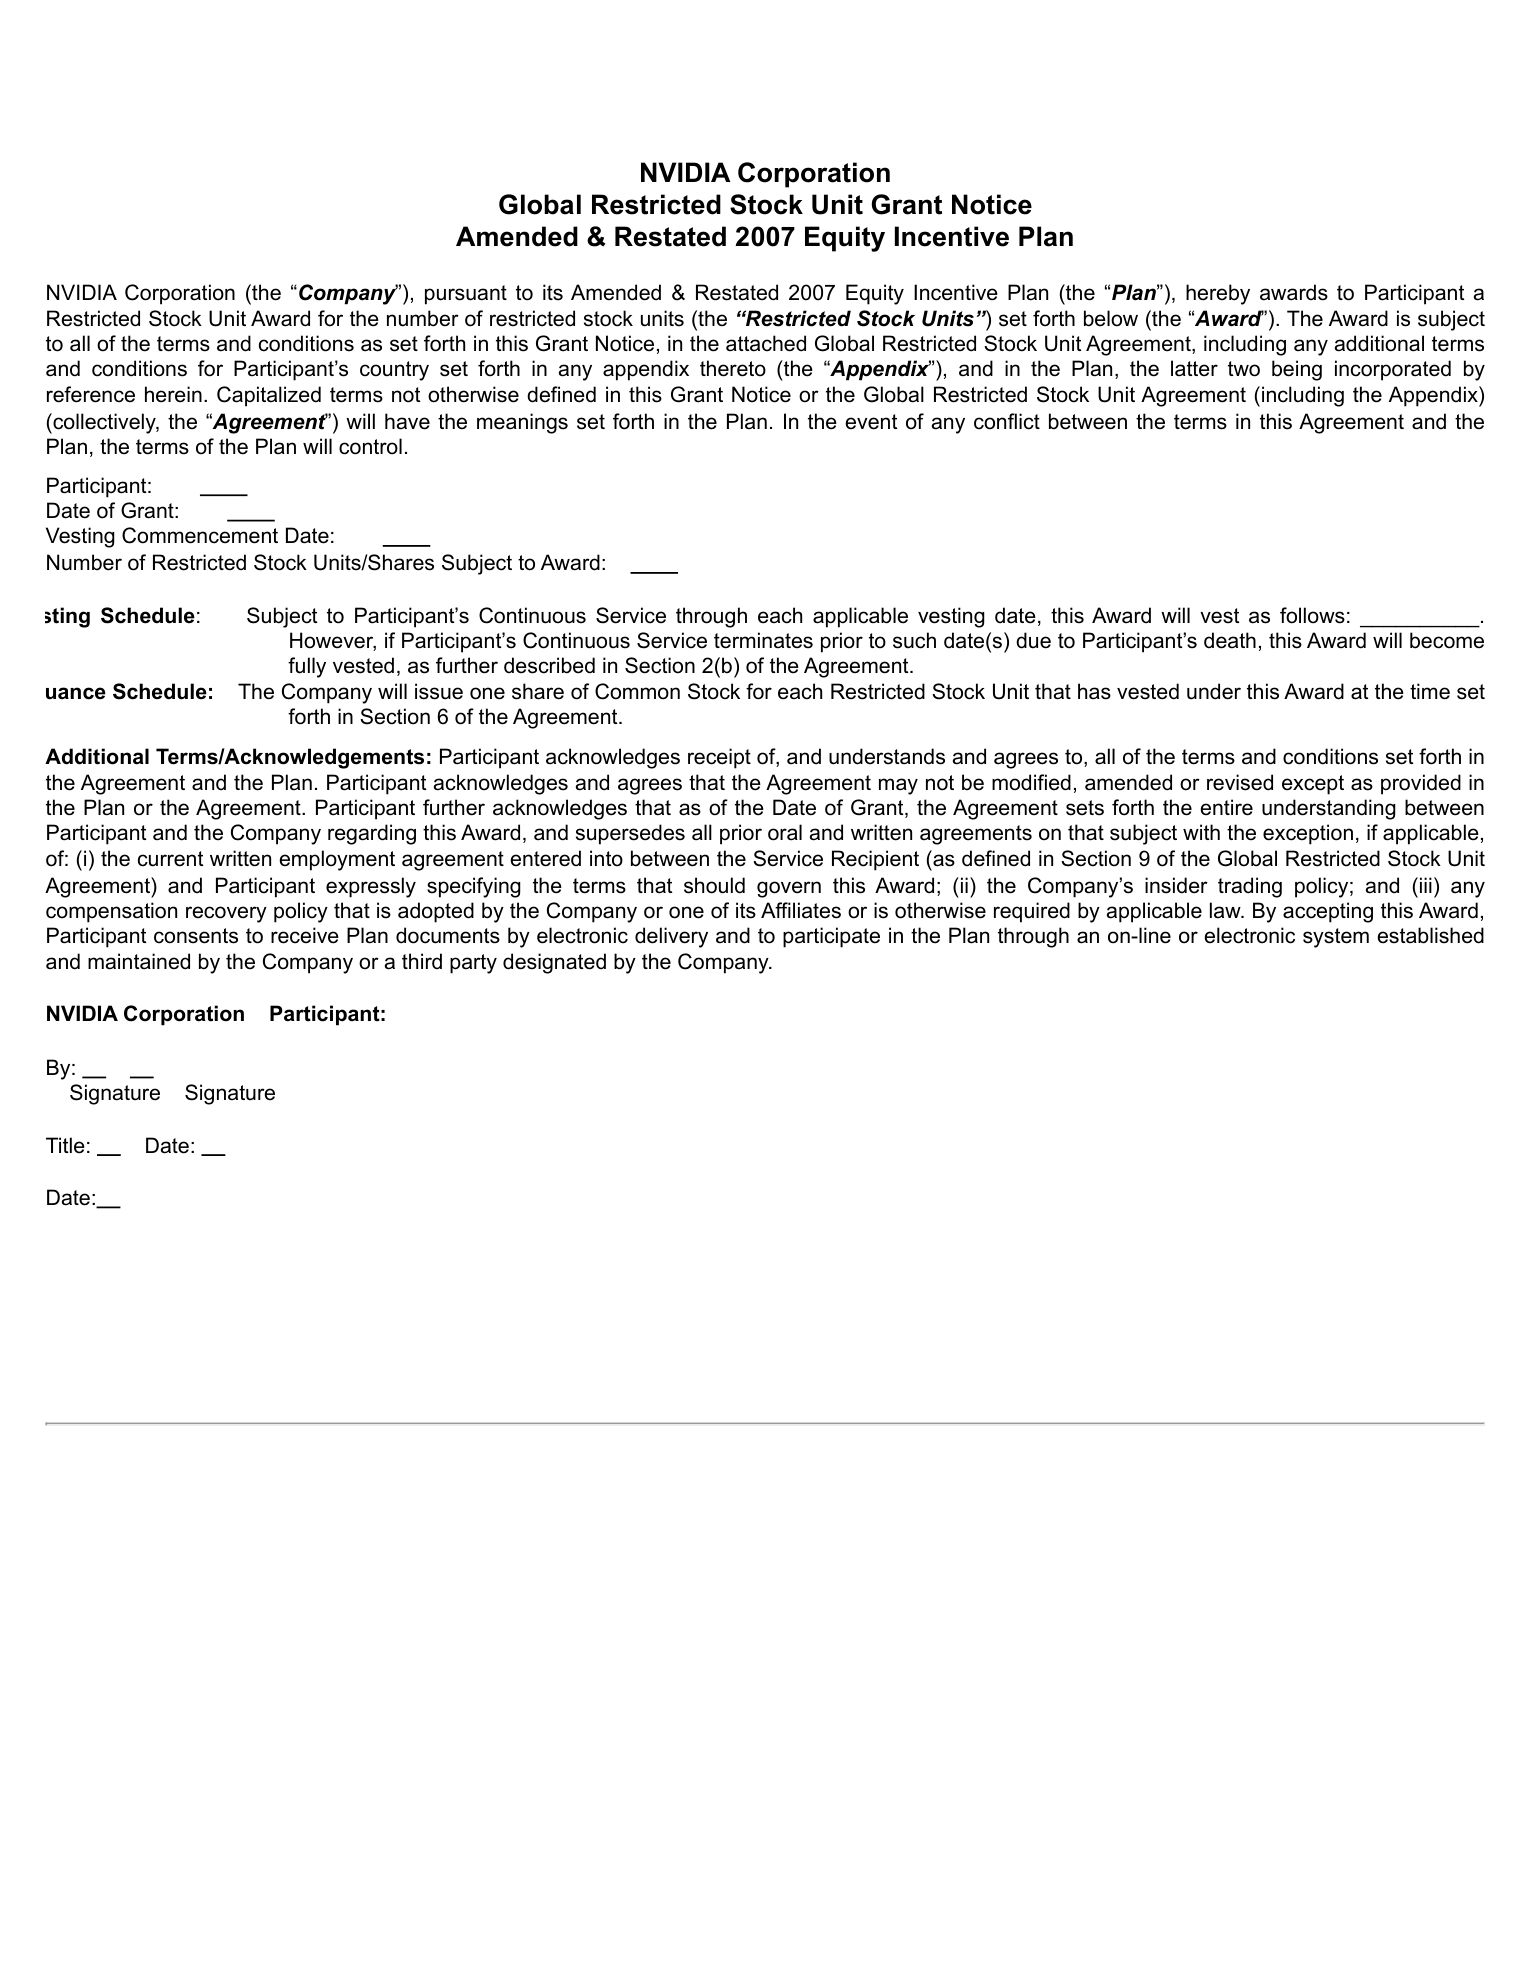 NVIDIA Corporation
Global Restricted Stock Unit Grant Notice
Amended & Restated 2007 Equity Incentive Plan
NVIDIA Corporation (the “Company”), pursuant to its Amended & Restated 2007 Equity Incentive Plan (the “Plan”), hereby awards to Participant a
Restricted Stock Unit Award for the number of restricted stock units (the “Restricted Stock Units”) set forth below (the “Award”). The Award is subject
to all of the terms and conditions as set forth in this Grant Notice, in the attached Global Restricted Stock Unit Agreement, including any additional terms
and conditions for Participant’s country set forth in any appendix thereto (the “Appendix”), and in the Plan, the latter two being incorporated by
reference herein. Capitalized terms not otherwise defined in this Grant Notice or the Global Restricted Stock Unit Agreement (including the Appendix)
(collectively, the “Agreement”) will have the meanings set forth in the Plan. In the event of any conflict between the terms in this Agreement and the
Plan, the terms of the Plan will control.
Participant: ____
Date of Grant: ____
Vesting Commencement Date: ____
Number of Restricted Stock Units/Shares Subject to Award: ____
sting Schedule: Subject to Participant’s Continuous Service through each applicable vesting date, this Award will vest as follows: __________.
However, if Participant’s Continuous Service terminates prior to such date(s) due to Participant’s death, this Award will become
fully vested, as further described in Section 2(b) of the Agreement.
uance Schedule: The Company will issue one share of Common Stock for each Restricted Stock Unit that has vested under this Award at the time set
forth in Section 6 of the Agreement.
Additional Terms/Acknowledgements: Participant acknowledges receipt of, and understands and agrees to, all of the terms and conditions set forth in
the Agreement and the Plan. Participant acknowledges and agrees that the Agreement may not be modified, amended or revised except as provided in
the Plan or the Agreement. Participant further acknowledges that as of the Date of Grant, the Agreement sets forth the entire understanding between
Participant and the Company regarding this Award, and supersedes all prior oral and written agreements on that subject with the exception, if applicable,
of: (i) the current written employment agreement entered into between the Service Recipient (as defined in Section 9 of the Global Restricted Stock Unit
Agreement) and Participant expressly specifying the terms that should govern this Award; (ii) the Company’s insider trading policy; and (iii) any
compensation recovery policy that is adopted by the Company or one of its Affiliates or is otherwise required by applicable law. By accepting this Award,
Participant consents to receive Plan documents by electronic delivery and to participate in the Plan through an on-line or electronic system established
and maintained by the Company or a third party designated by the Company.
NVIDIA Corporation Participant:
By: __ __
Signature Signature
Title: __ Date: __
Date:__